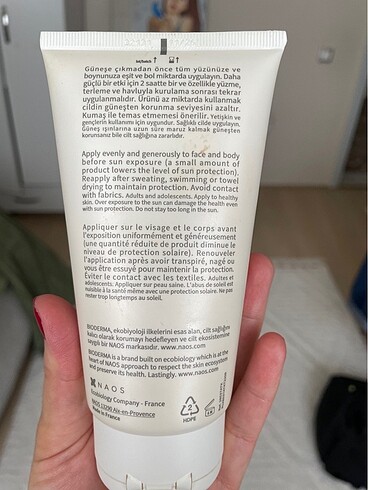 Güneşe çıkmadan önce tüm yüzünüze ve
boynunuza eşit ve bol miktarda uygulayın. Daha
güçlü bir etki için 2 saatte bir ve özellikle yüzme,
terleme ve havluyla kurulama sonrası tekrar
uygulanmalıdır. Ürünü az miktarda kullanmak
cildin güneşten korunma seviyesini azaltır.
Kumaş ile temas etmemesi önerilir. Yetişkin ve
gençlerin kullanımı için uygundur. Sağlıklı cilde uygulayın.
Güneş ışınlarına uzun süre maruz kalmak güneşten
korunsanız bile cilt sağlığına zararlıdır.
Apply evenly and generously to face and body
before sun exposure (a small amount of
product lowers the level of sun protection).
Reapply after sweating, swimming or towel
drying to maintain protection. Avoid contact
with fabrics. Adults and adolescents. Apply to healthy
skin. Over exposure to the sun can damage the health even
with sun protection. Do not stay too long in the sun.
Appliquer sur le visage et le corps avant
l'exposition uniformément et généreusement
(une quantité réduite de produit diminue le
niveau de protection solaire). Renouveler
l'application après avoir transpiré, nagé ou
vous être essuyé pour maintenir la protection.
Éviter le contact avec les textiles. Adultes et
adolescents. Appliquer sur peau saine. L'abus de soleil est
nuisible à la santé même avec une protection solaire. Ne pas
rester trop longtemps au soleil.
BIODERMA, ekobiyoloji ilkelerini esas alan, cilt sağlığını
kalıcı olarak korumayı hedefleyen ve cilt ekosistemine
saygılı bir NAOS markasıdır. www.naos.com
BIODERMA is a brand built on ecobiology which is at the
heart of NAOS approach to respect the skin ecosystem
and preserve its health. Lastingly. www.naos.com
NAOS
Ecobiology Company - France
NAOS 13290 Aix-en-Provence
Made in France
2
HDPE